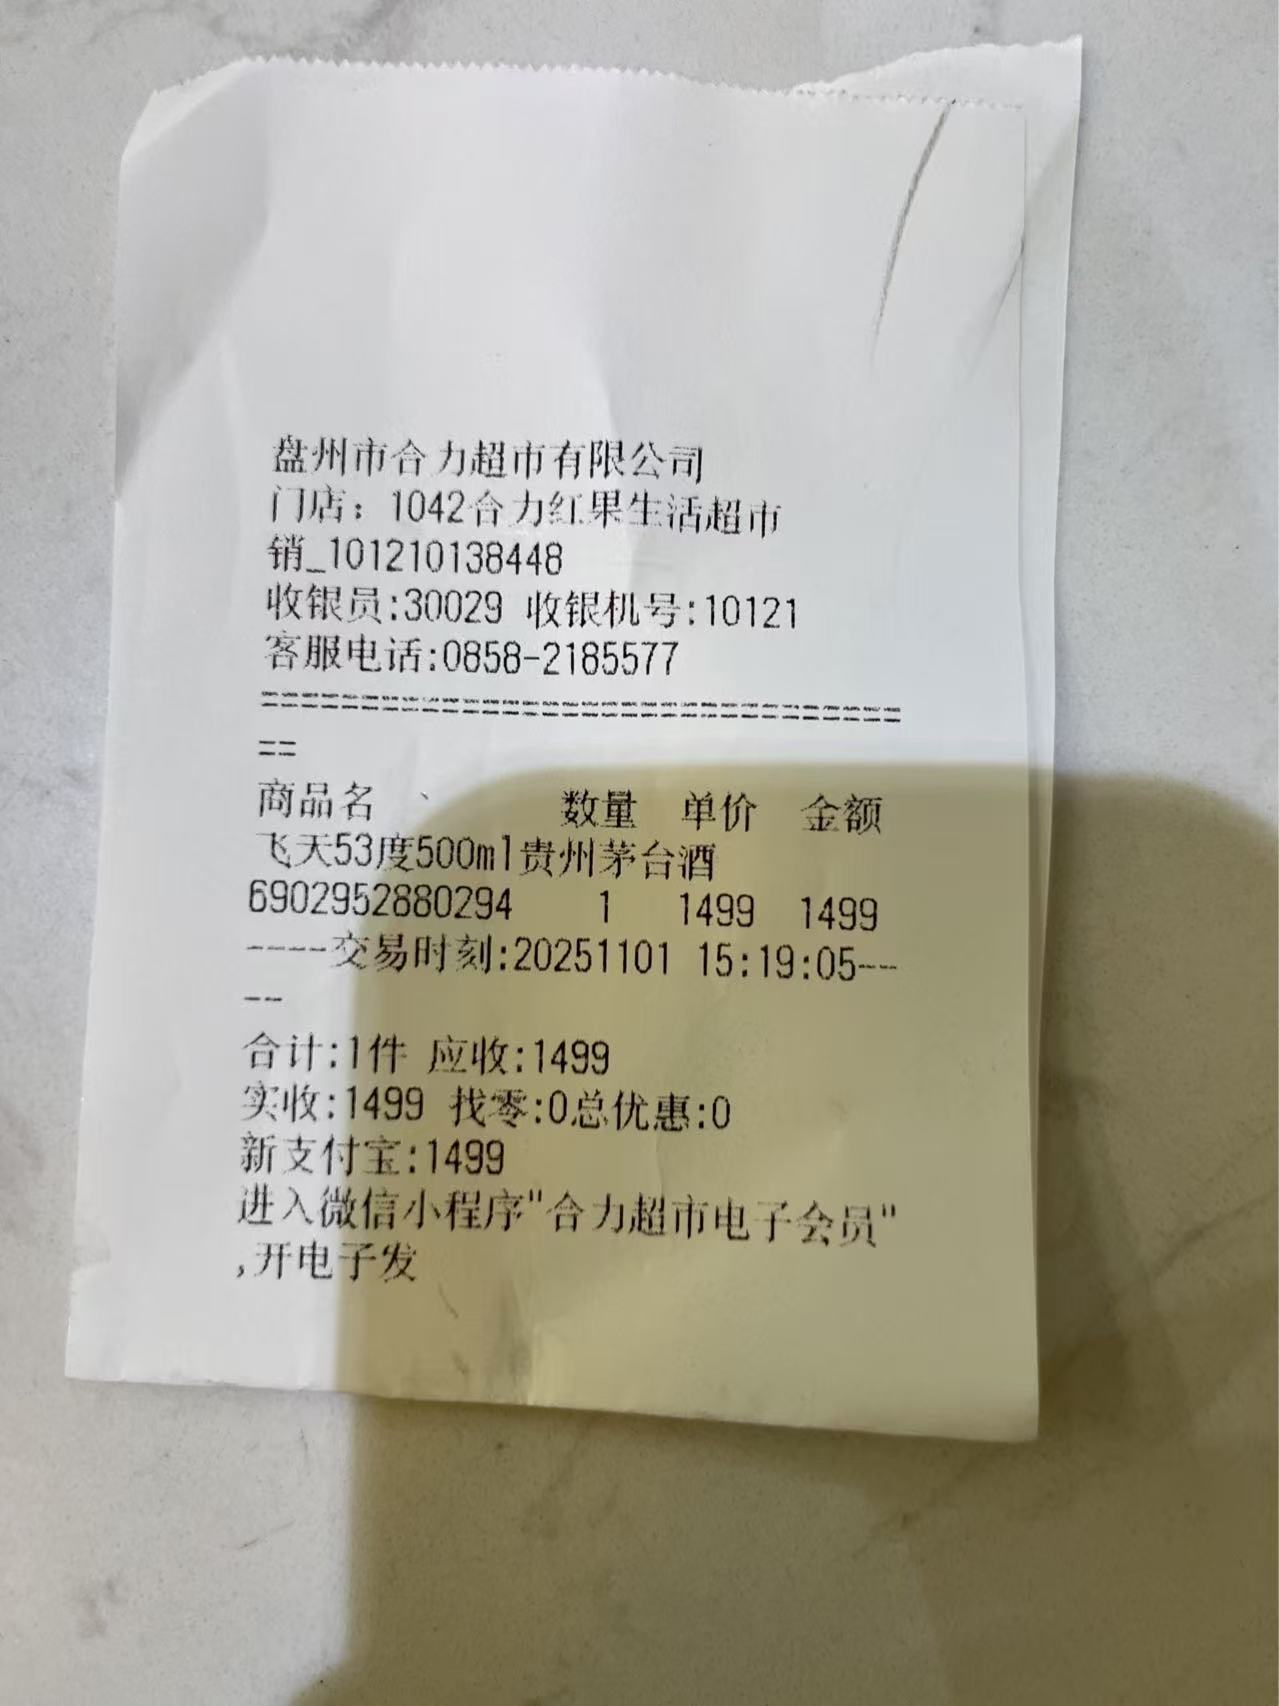 盘州市合力超市有限公司
门店：1042合力红果生活超市
销_101210138448
收银员:30029 收银机号:10121
客服电话:0858-2185577
================================
==
商品名 数量 单价 金额
飞天53度500ml贵州茅台酒
6902952880294 1 1499 1499
----交易时刻:20251101 15:19:05--
--
合计:1件 应收:1499
实收:1499 找零:0总优惠:0
新支付宝:1499
进入微信小程序"合力超市电子会员"
,开电子发